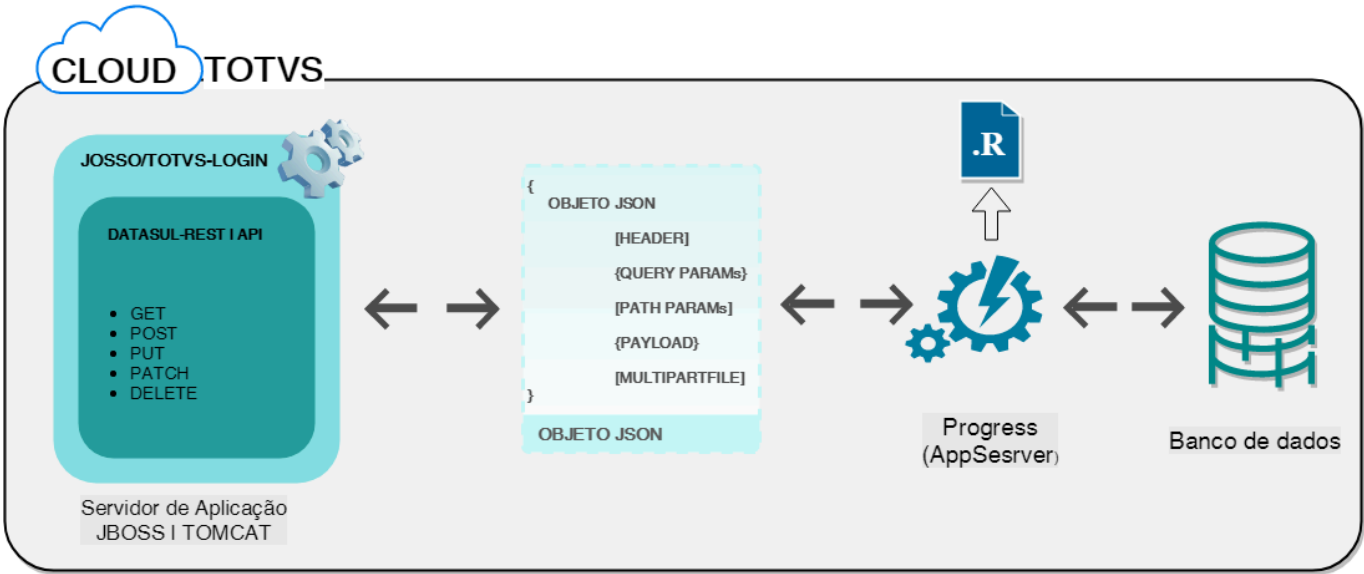 CLOUD TOTVS
JOSSO/TOTVS-LOGIN
DATASUL-REST I API
• GET
• POST
• PUT
• PATCH
• DELETE
Servidor de Aplicação
JBOSS I TOMCAT
{
OBJETO JSON
[HEADER]
{QUERY PARAMs}
[PATH PARAMs]
{PAYLOAD}
[MULTIPARTFILE]
}
OBJETO JSON
.R
Progress
(AppSesrver)
Banco de dados